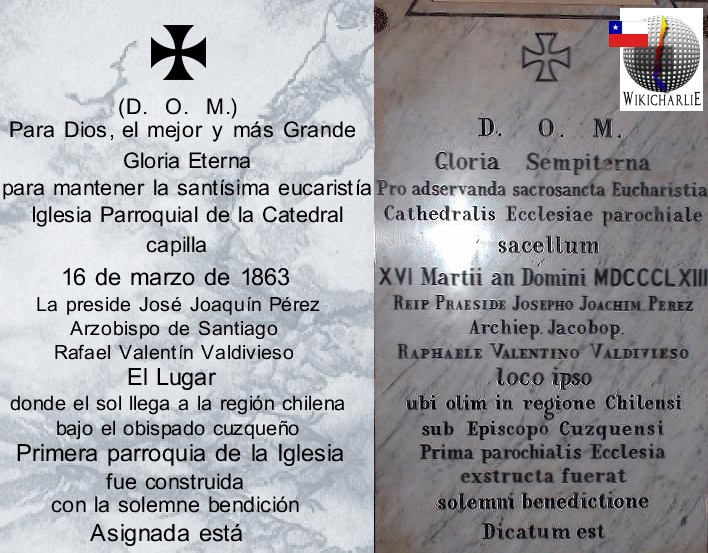 (D. O. M.)
Para Dios, el mejor y más Grande
Gloria Eterna
para mantener la santísima eucaristía
Iglesia Parroquial de la Catedral
capilla
16 de marzo de 1863
La preside José Joaquín Pérez
Arzobispo de Santiago
Rafael Valentín Valdivieso
El Lugar
donde el sol llega a la región chilena
bajo el obispado cuzqueño
Primera parroquia de la Iglesia
fue construida
con la solemne bendición
Asignada está
WIKICHARLIE
D. O. M.
Gloria Sempiterna
Pro adservanda sacrosancta Eucharistia
Cathedralis Ecclesiae parochiale
sacellum
XVI Martii an Domini MDCCCLXIII
REIP PRAESIDE JOSEPHO JOACHIM PEREZ
Archiep. Jacobop.
RAPHAELE VALENTINO VALDIVIESO
loco ipso
ubi olim in regione Chilensi
sub Episcopo Cuzquensi
Prima parochialis Ecclesia
exstructa fuerat
solemni benedictione
Dicatum est